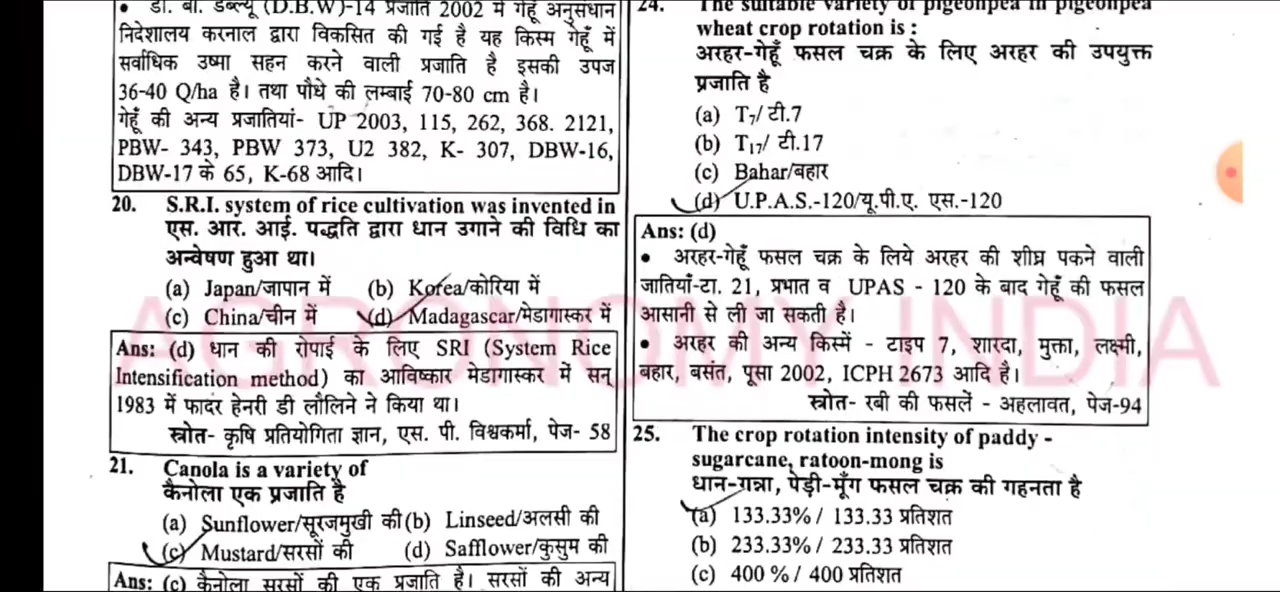 • डी. बी. डब्ल्यू (D.B.W)-14 प्रजाति 2002 में गेहूँ अनुसंधान
निदेशालय करनाल द्वारा विकसित की गई है यह किस्म गेहूँ में
सर्वाधिक उष्मा सहन करने वाली प्रजाति है इसकी उपज
36-40 Q/ha है। तथा पौधे की लम्बाई 70-80 cm है।
गेहूँ की अन्य प्रजातियां- UP 2003, 115, 262, 368. 2121,
PBW- 343, PBW 373, U2 382, K- 307, DBW-16,
DBW-17 के 65, K-68 आदि।
20. S.R.I. system of rice cultivation was invented in
एस. आर. आई. पद्धति द्वारा धान उगाने की विधि का
अन्वेषण हुआ था।
(a) Japan/जापान में (b) Korea/कोरिया में
(c) China/चीन में (d) Madagascar/मेडागास्कर में
Ans: (d) धान की रोपाई के लिए SRI (System Rice
Intensification method) का आविष्कार मेडागास्कर में सन्
1983 में फादर हेनरी डी लौलिने ने किया था।
स्त्रोत- कृषि प्रतियोगिता ज्ञान, एस. पी. विश्वकर्मा, पेज- 58
21. Canola is a variety of
कैनोला एक प्रजाति है
(a) Sunflower/सूरजमुखी की (b) Linseed/अलसी की
(c) Mustard/सरसों की (d) Safflower/कुसुम की
Ans: (c) कैनोला सरसों की एक प्रजाति है। सरसों की अन्य
24. The suitable variety of pigeonpea in pigeonpea
wheat crop rotation is :
अरहर-गेहूँ फसल चक्र के लिए अरहर की उपयुक्त
प्रजाति है
(a) T7/ टी.7
(b) T17/ टी.17
(c) Bahar/बहार
(d) U.P.A.S.-120/यू.पी.ए. एस.-120
Ans: (d)
• अरहर-गेहूँ फसल चक्र के लिये अरहर की शीघ्र पकने वाली
जातियाँ-टा. 21, प्रभात व UPAS - 120 के बाद गेहूँ की फसल
आसानी से ली जा सकती है।
• अरहर की अन्य किस्में - टाइप 7, शारदा, मुक्ता, लक्ष्मी,
बहार, बसंत, पूसा 2002, ICPH 2673 आदि है।
स्त्रोत- रबी की फसलें - अहलावत, पेज-94
25. The crop rotation intensity of paddy -
sugarcane, ratoon-mong is
धान-गन्ना, पेड़ी-मूँग फसल चक्र की गहनता है
(a) 133.33% / 133.33 प्रतिशत
(b) 233.33% / 233.33 प्रतिशत
(c) 400 % / 400 प्रतिशत
AGRONOMY INDIA